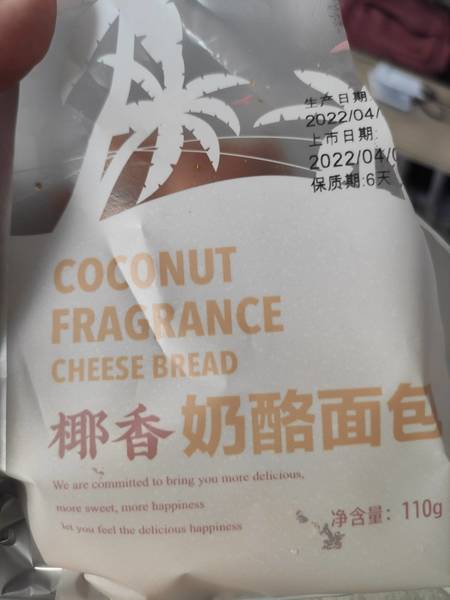 生产日期:
2022/04/
上市日期:
2022/04/0
保质期:6天
COCONUT
FRAGRANCE
CHEESE BREAD
椰香奶酪面包
We are committed to bring you more delicious,
more sweet, more happiness
let you feel the delicious happiness
净含量: 110g